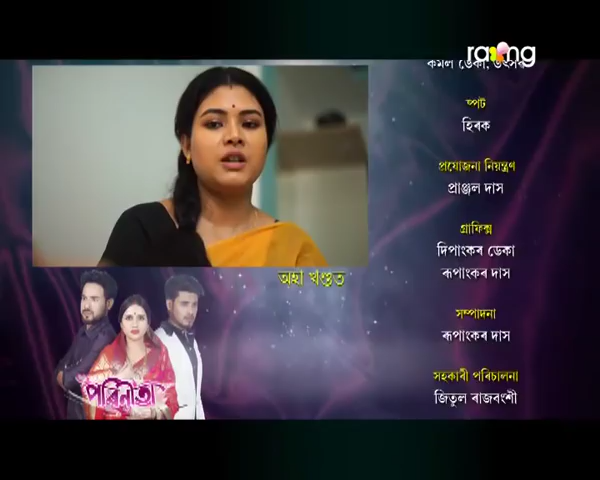 rang
কমল ডেকা, উৎসৱ
স্পট
হিৰক
প্ৰযোজনা নিয়ন্ত্ৰণ
প্ৰাঞ্জল দাস
গ্ৰাফিক্স
দিপাংকৰ ডেকা
ৰূপাংকৰ দাস
অহা খণ্ডত
সম্পাদনা
ৰূপাংকৰ দাস
সহকাৰী পৰিচালনা
জিতুল ৰাজবংশী
পৰিনীতা